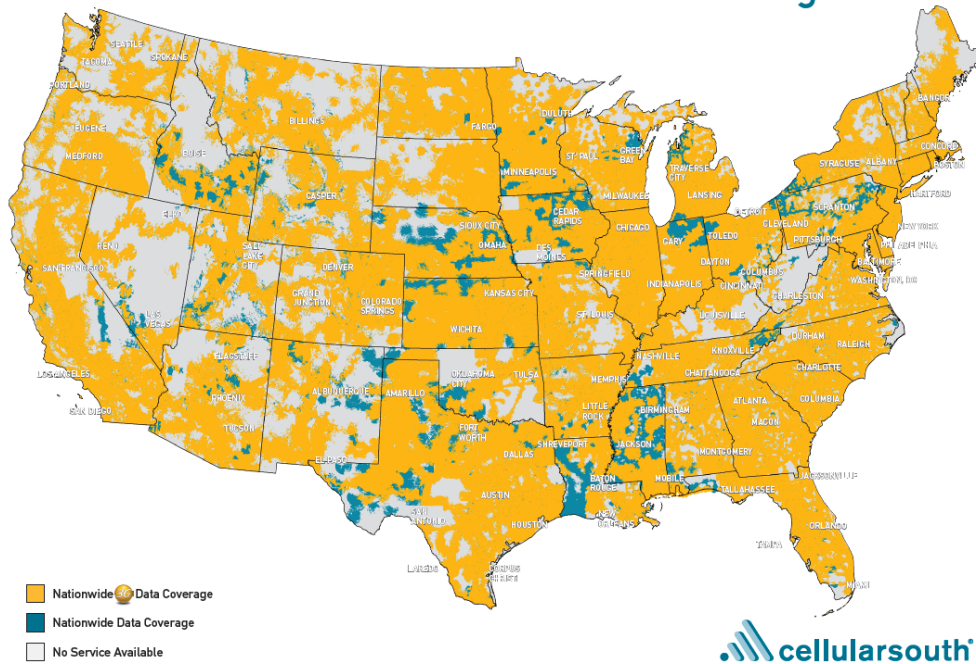 SEATTLE
TACOMA
SPOKANE
PORTLAND
EUGENE
MEDFORD
BOISE
BILLINGS
CASPER
FARGO
DULUTH
ST. PAUL
MINNEAPOLIS
GREEN
BAY
TRAVERSE
CITY
MILWAUKEE
LANSING
BANGOR
CONCORD
BOSTON
SYRACUSE
ALBANY
HARTFORD
SCRANTON
NEW YORK
PHILADELPHIA
DETROIT
CLEVELAND
PITTSBURGH
BALTIMORE
WASHINGTON, DC
ELKO
RENO
SALT
LAKE
CITY
SAN FRANCISCO
LAS
VEGAS
GRAND
JUNCTION
DENVER
COLORADO
SPRINGS
SIOUX CITY
OMAHA
CEDAR
RAPIDS
DES
MOINES
CHICAGO
GARY
TOLEDO
DAYTON
COLUMBUS
CINCINNATI
CHARLESTON
SPRINGFIELD
INDIANAPOLIS
KANSAS CITY
ST. LOUIS
LOUISVILLE
WICHITA
LOS ANGELES
SAN DIEGO
FLAGSTAFF
PHOENIX
TUCSON
ALBUQUERQUE
AMARILLO
OKLAHOMA
CITY
TULSA
NASHVILLE
KNOXVILLE
CHATTANOOGA
DURHAM
RALEIGH
CHARLOTTE
COLUMBIA
MEMPHIS
LITTLE
ROCK
BIRMINGHAM
ATLANTA
MACON
EL PASO
FORT
WORTH
DALLAS
SHREVEPORT
JACKSON
MONTGOMERY
AUSTIN
SAN
ANTONIO
HOUSTON
BATON
ROUGE
NEW
ORLEANS
MOBILE
TALLAHASSEE
JACKSONVILLE
ORLANDO
TAMPA
MIAMI
LAREDO
CORPUS
CHRISTI
Nationwide 3G Data Coverage
Nationwide Data Coverage
No Service Available
cellularsouth